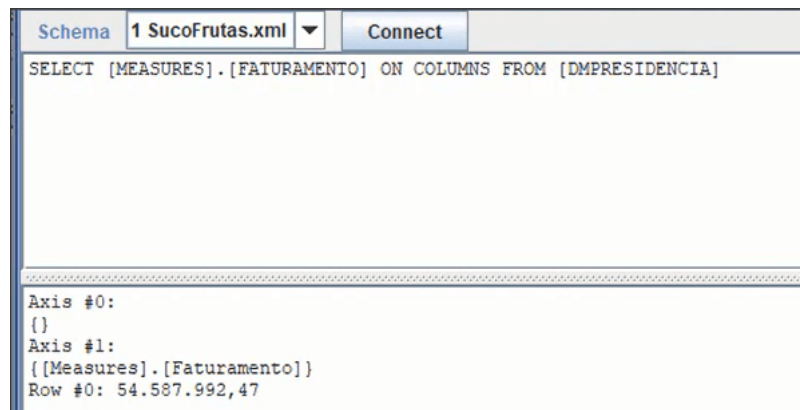 Schema 1 SucoFrutas.xml Connect
SELECT [MEASURES].[FATURAMENTO] ON COLUMNS FROM [DMPRESIDENCIA]
Axis #0:
{}
Axis #1:
{[Measures].[Faturamento]}
Row #0: 54.587.992,47